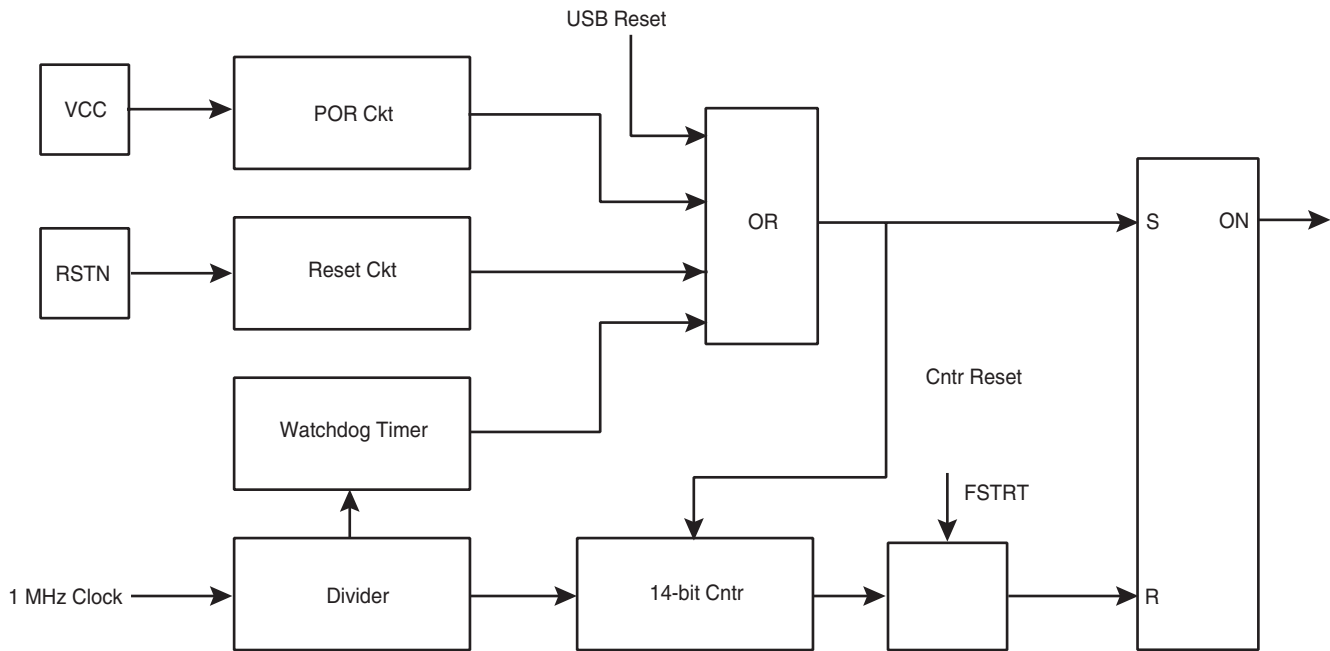 USB Reset
VCC
POR Ckt
OR
S
ON
RSTN
Reset Ckt
Cntr Reset
Watchdog Timer
FSTRT
1 MHz Clock
Divider
14-bit Cntr
R